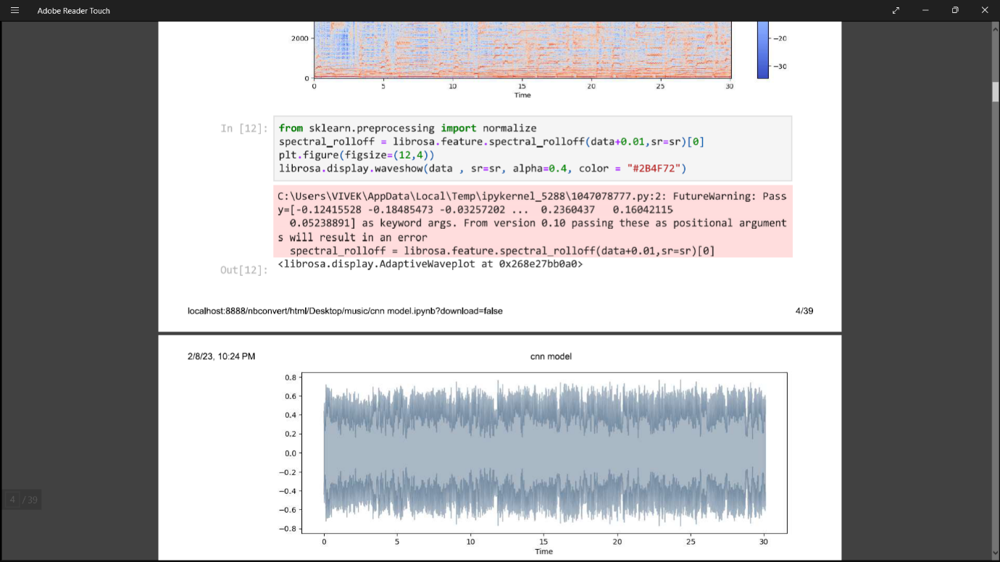 Adobe Reader Touch
2000
0
−20
−30
0 5 10 15 20 25 30
Time
In [12]:
from sklearn.preprocessing import normalize
spectral_rolloff = librosa.feature.spectral_rolloff(data+0.01,sr=sr)[0]
plt.figure(figsize=(12,4))
librosa.display.waveshow(data , sr=sr, alpha=0.4, color = "#2B4F72")
C:\Users\VIVEK\AppData\Local\Temp\ipykernel_5288\1047078777.py:2: FutureWarning: Pass
y=[-0.12415528 -0.18485473 -0.03257202 ... 0.2360437 0.16042115
0.05238891] as keyword args. From version 0.10 passing these as positional argument
s will result in an error
spectral_rolloff = librosa.feature.spectral_rolloff(data+0.01,sr=sr)[0]
Out[12]:
<librosa.display.AdaptiveWaveplot at 0x268e27bb0a0>
localhost:8888/nbconvert/html/Desktop/music/cnn model.ipynb?download=false 4/39
2/8/23, 10:24 PM cnn model
0.8
0.6
0.4
0.2
0.0
−0.2
−0.4
−0.6
−0.8
0 5 10 15 20 25 30
Time
4 / 39